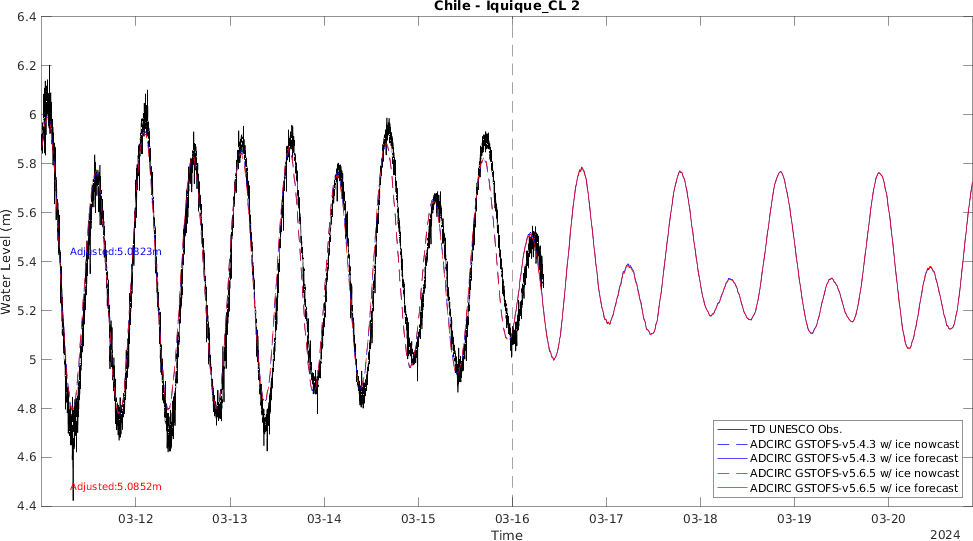 Chile - Iquique_CL 2
Water Level (m)
6.4
6.2
6
5.8
5.6
5.4
5.2
5
4.8
4.6
4.4
Adjusted:5.0323m
Adjusted:5.0852m
TD UNESCO Obs.
ADCIRC GSTOFS-v5.4.3 w/ ice nowcast
ADCIRC GSTOFS-v5.4.3 w/ ice forecast
ADCIRC GSTOFS-v5.6.5 w/ ice nowcast
ADCIRC GSTOFS-v5.6.5 w/ ice forecast
03-12 03-13 03-14 03-15 03-16 03-17 03-18 03-19 03-20
Time
2024